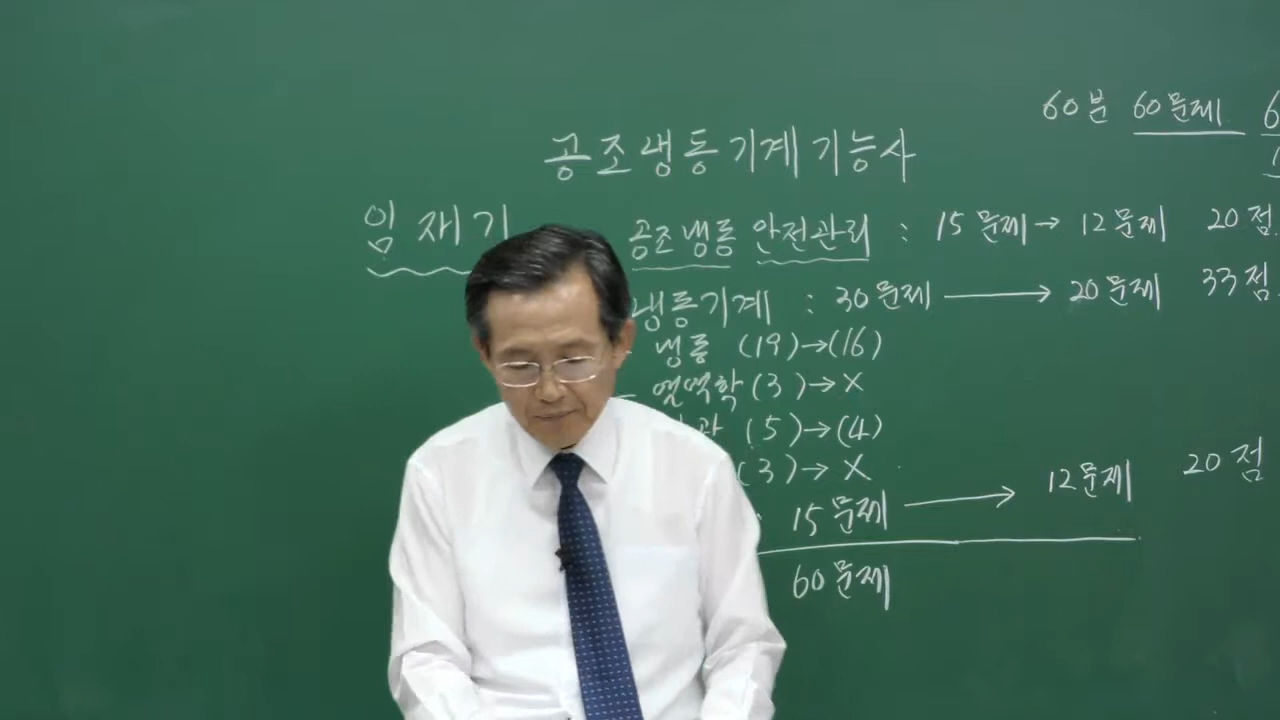 60분 60문제 6
공조냉동기계기능사
임재기
공조냉동 안전관리 : 15문제→ 12문제 20점
냉동기계 : 30문제 → 20문제 33점
냉동 (19)→(16)
열역학 (3)→X
관 (5)→(4)
(3)→X
15문제 → 12문제 20점
60문제